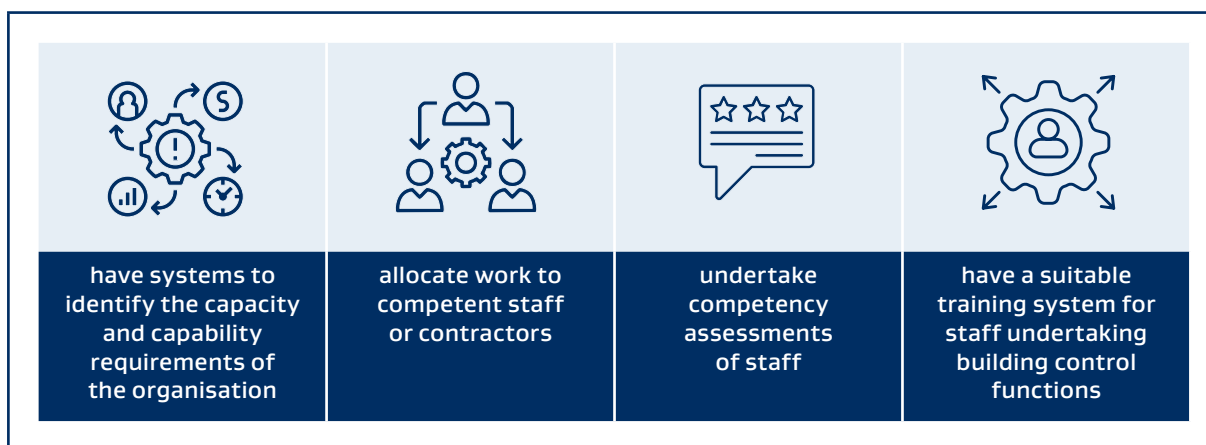 have systems to
identify the capacity
and capability
requirements of
the organisation
allocate work to
competent staff
or contractors
undertake
competency
assessments
of staff
have a suitable
training system for
staff undertaking
building control
functions